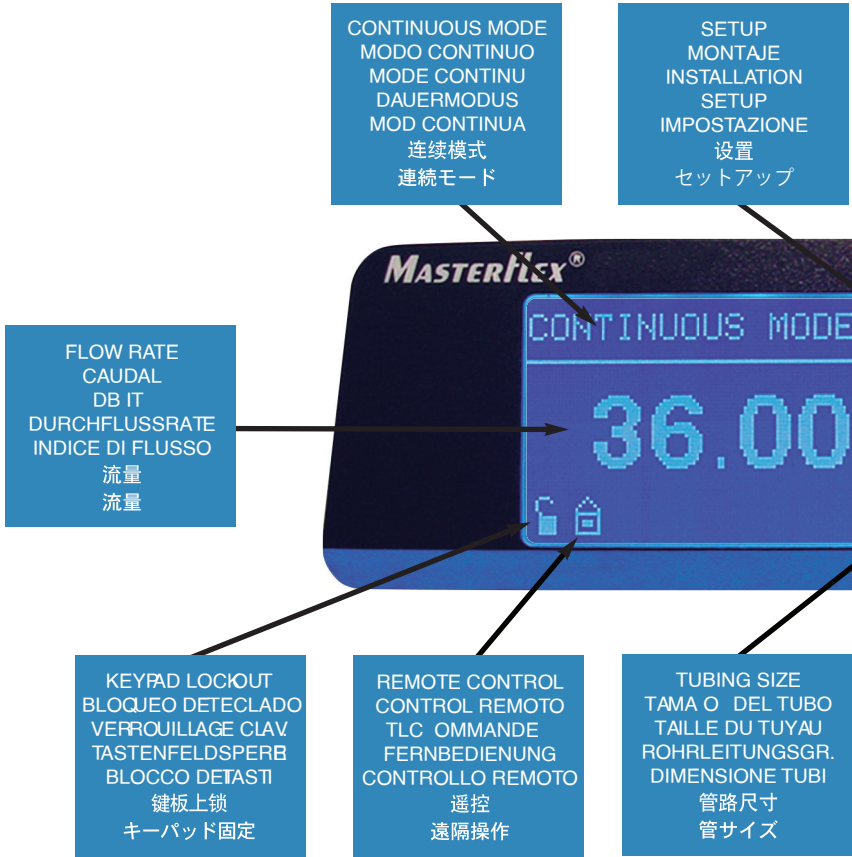 CONTINUOUS MODE
MODO CONTINUO
MODE CONTINU
DAUERMODUS
MOD CONTINUA
连续模式
連続モード
SETUP
MONTAJE
INSTALLATION
SETUP
IMPOSTAZIONE
设置
セットアップ
MASTERFLEX®
CONTINUOUS MODE
36.00
FLOW RATE
CAUDAL
DB IT
DURCHFLUSSRATE
INDICE DI FLUSSO
流量
流量
KEYPAD LOCKOUT
BLOQUEO DETECLADO
VERROUILLAGE CLAV.
TASTENFELDSPERR
BLOCCO DETASTI
键板上锁
キーパッド固定
REMOTE CONTROL
CONTROL REMOTO
TLC OMMANDE
FERNBEDIENUNG
CONTROLLO REMOTO
遥控
遠隔操作
TUBING SIZE
TAMA O DEL TUBO
TAILLE DU TUYAU
ROHRLEITUNGSGR.
DIMENSIONE TUBI
管路尺寸
管サイズ